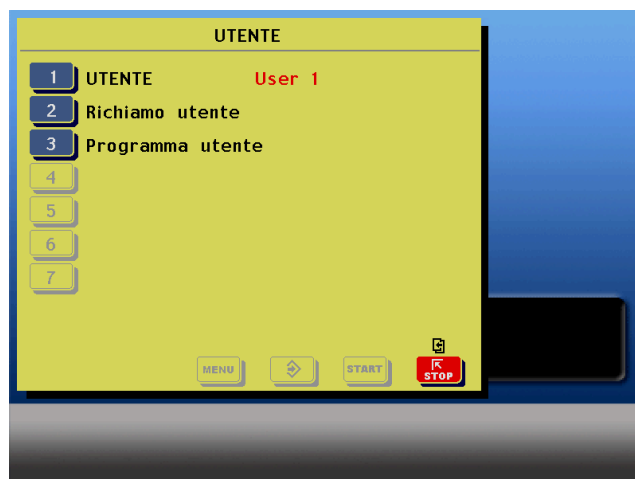 UTENTE
1 UTENTE User 1
2 Richiamo utente
3 Programma utente
4
5
6
7
MENU START STOP